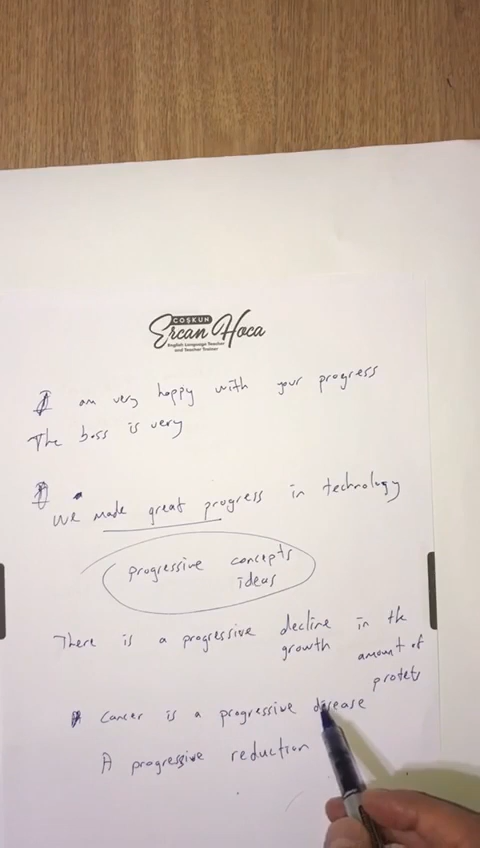 COŞKUN
Ercan Hoca
English Language Teacher
and Teacher Trainer
I am very happy with your progress
The boss is very
We made great progress in technology
progressive concepts
ideas
There is a progressive decline in the
growth amount of
protets
Cancer is a progressive disease
A progressive reduction